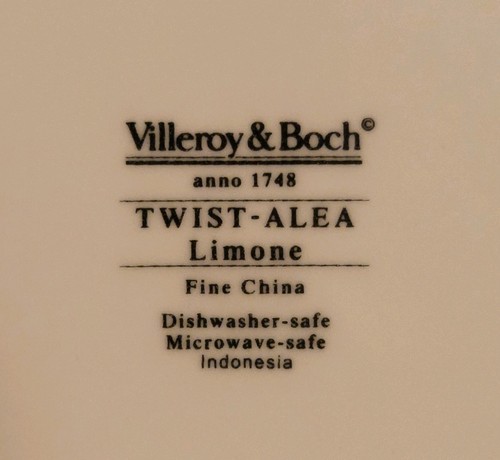 Villeroy & Boch©
anno 1748
TWIST-ALEA
Limone
Fine China
Dishwasher-safe
Microwave-safe
Indonesia